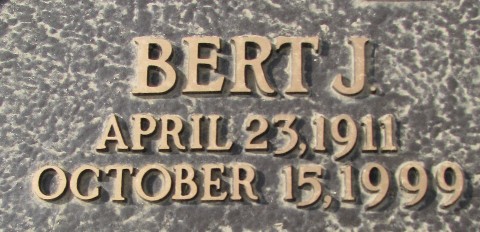 BERT J.
APRIL 23, 1911
OCTOBER 15, 1999